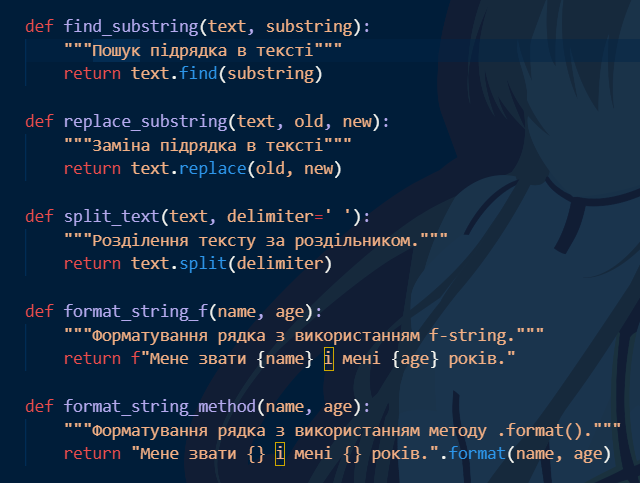 def find_substring(text, substring):
    """Пошук підрядка в тексті"""
    return text.find(substring)
def replace_substring(text, old, new):
    """Заміна підрядка в тексті"""
    return text.replace(old, new)
def split_text(text, delimiter=' '):
    """Розділення тексту за роздільником."""
    return text.split(delimiter)
def format_string_f(name, age):
    """Форматування рядка з використанням f-string."""
    return f"Мене звати {name} і мені {age} років."
def format_string_method(name, age):
    """Форматування рядка з використанням методу .format()."""
    return "Мене звати {} і мені {} років.".format(name, age)